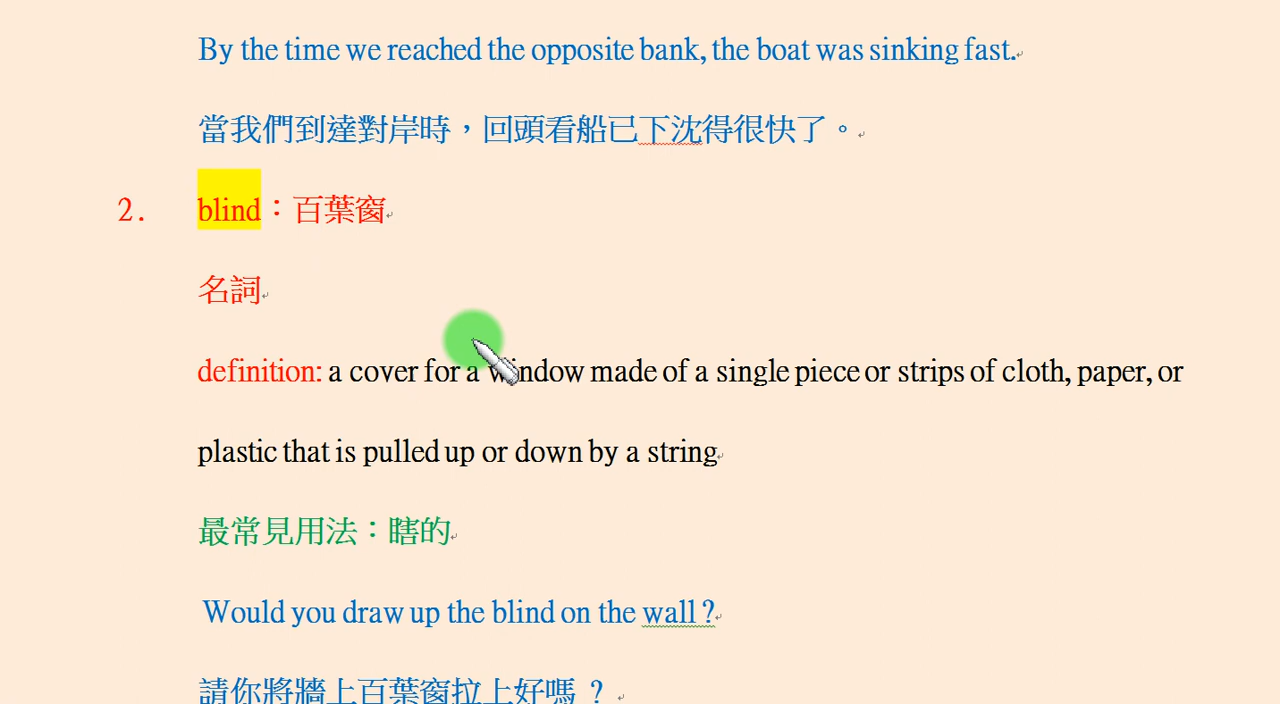 By the time we reached the opposite bank, the boat was sinking fast.
當我們到達對岸時，回頭看船已下沈得很快了。
2. blind：百葉窗
名詞
definition: a cover for a window made of a single piece or strips of cloth, paper, or
plastic that is pulled up or down by a string
最常見用法：瞎的
Would you draw up the blind on the wall ?
請你將牆上百葉窗拉上好嗎 ？